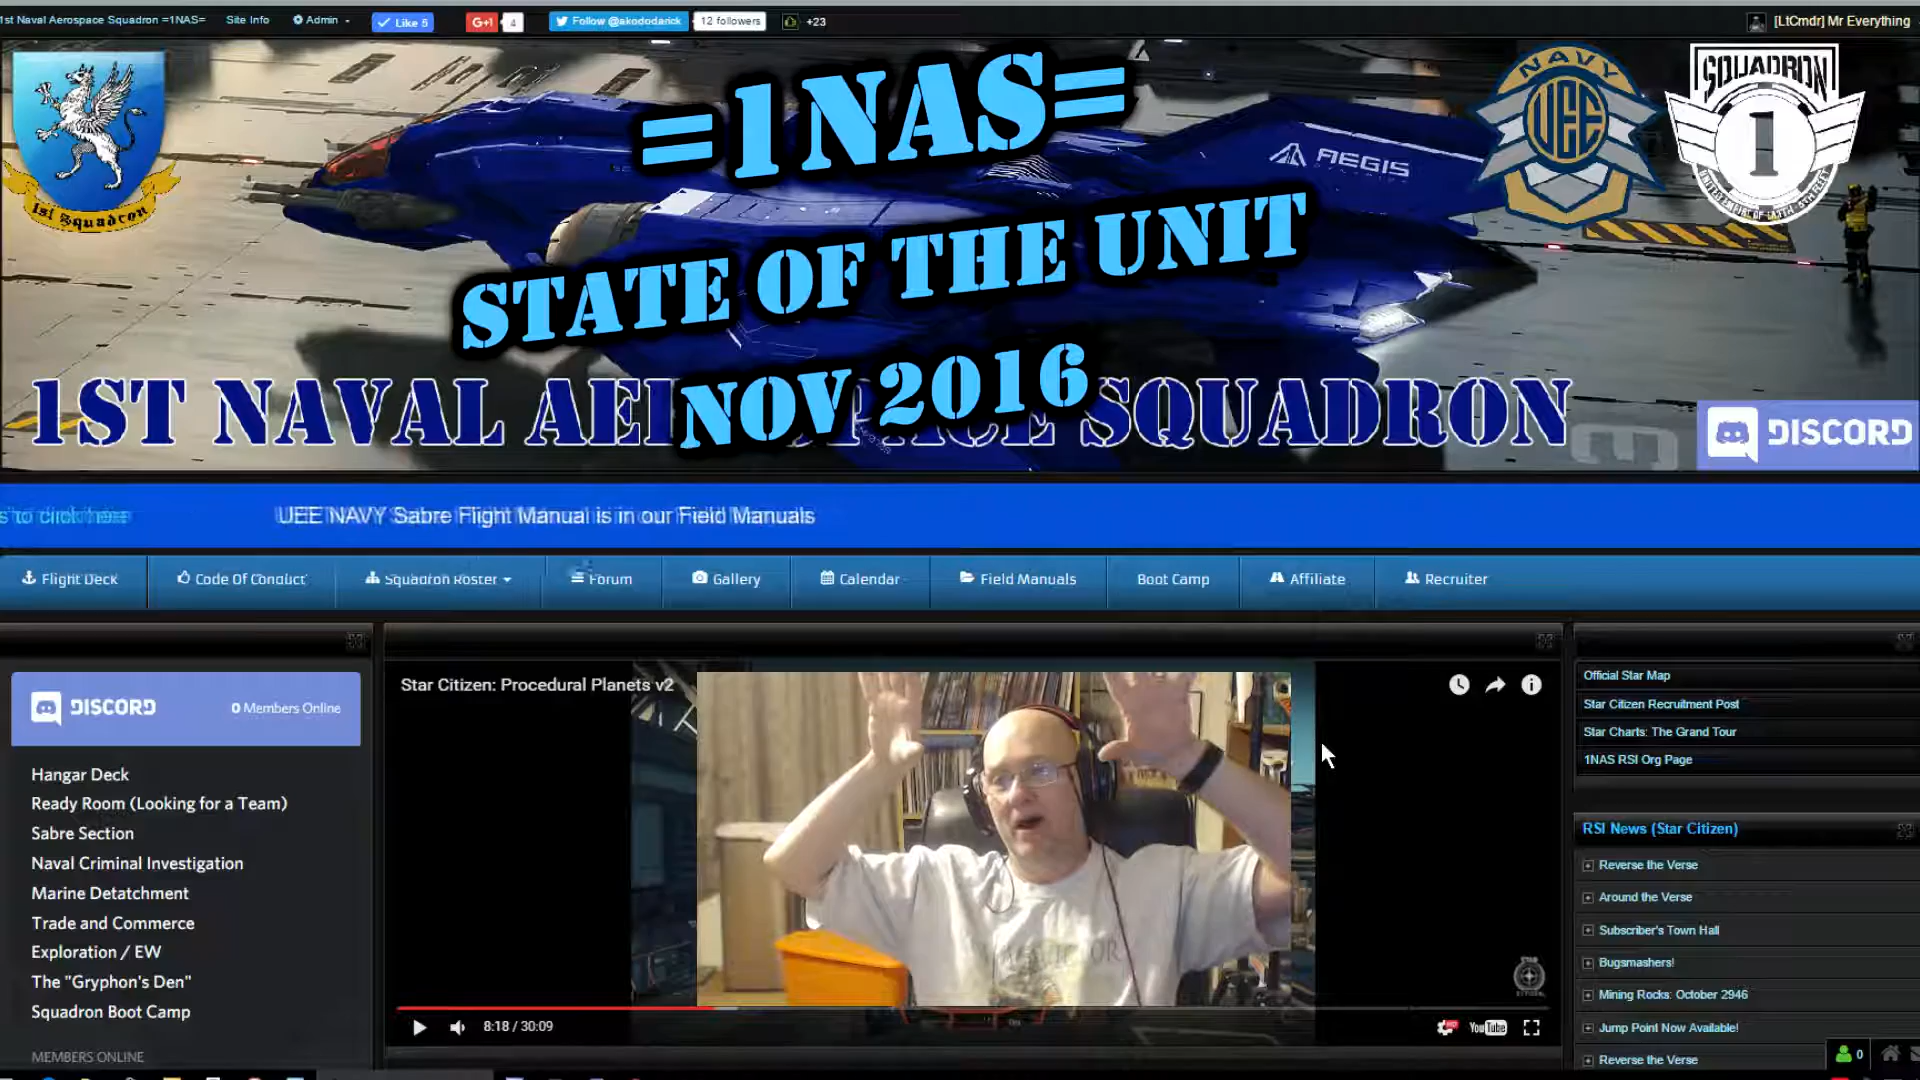 1st Naval Aerospace Squadron =1NAS= Site Info Admin Like 5 G+1 4 Follow @akododarick 12 followers +23 [LtCmdr] Mr Everything
=1NAS=
STATE OF THE UNIT
NOV 2016
1ST NAVAL AEROSPACE SQUADRON
1st Squadron
AEGIS
NAVY
UEE
SQUADRON
1
DISCORD
s to click here UEE NAVY Sabre Flight Manual is in our Field Manuals
Flight Deck Code Of Conduct Squadron Roster Forum Gallery Calendar Field Manuals Boot Camp Affiliate Recruiter
DISCORD 0 Members Online
Hangar Deck
Ready Room (Looking for a Team)
Sabre Section
Naval Criminal Investigation
Marine Detatchment
Trade and Commerce
Exploration / EW
The "Gryphon's Den"
Squadron Boot Camp
MEMBERS ONLINE
Star Citizen: Procedural Planets v2
8:18 / 30:09
YouTube
Official Star Map
Star Citizen Recruitment Post
Star Charts: The Grand Tour
1NAS RSI Org Page
RSI News (Star Citizen)
Reverse the Verse
Around the Verse
Subscriber's Town Hall
Bugsmashers!
Mining Rocks: October 2946
Jump Point Now Available!
Reverse the Verse
0